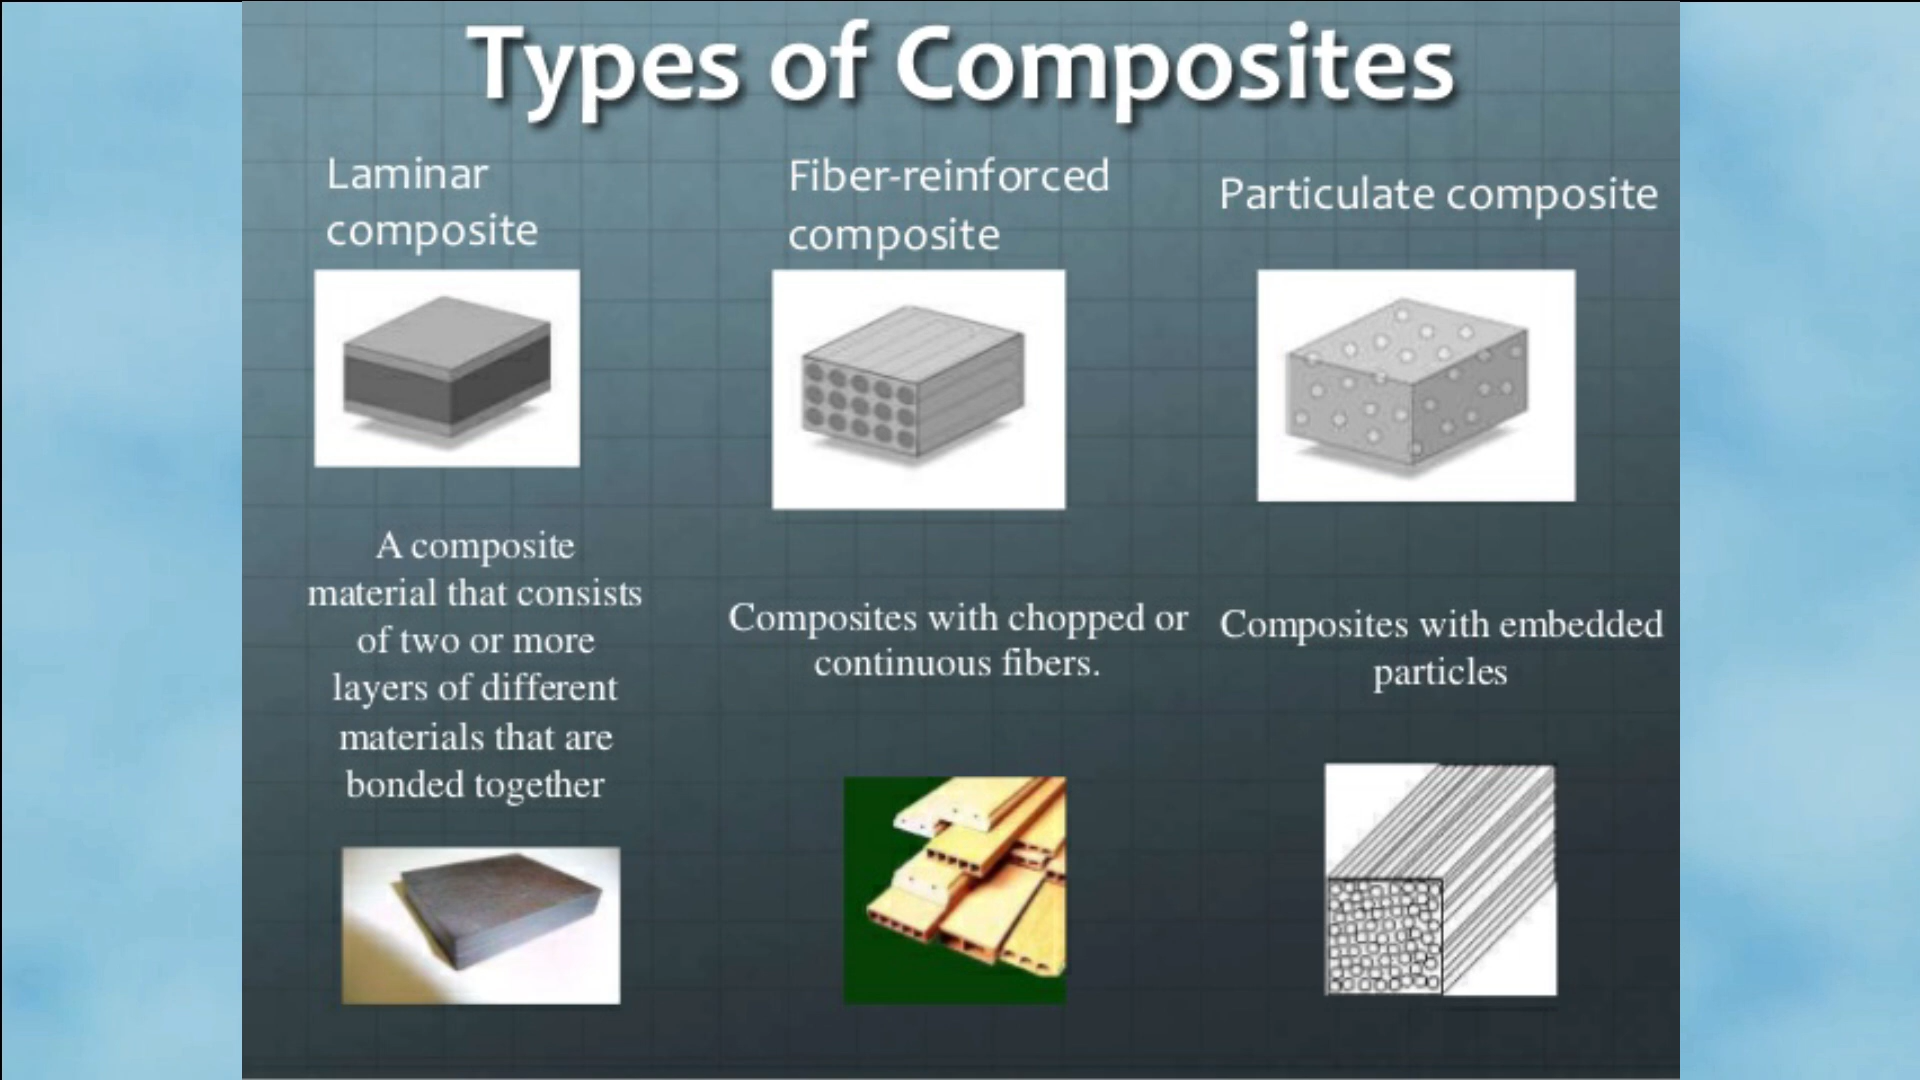 Types of Composites
Laminar
composite
Fiber-reinforced
composite
Particulate composite
A composite
material that consists
of two or more
layers of different
materials that are
bonded together
Composites with chopped or
continuous fibers.
Composites with embedded
particles